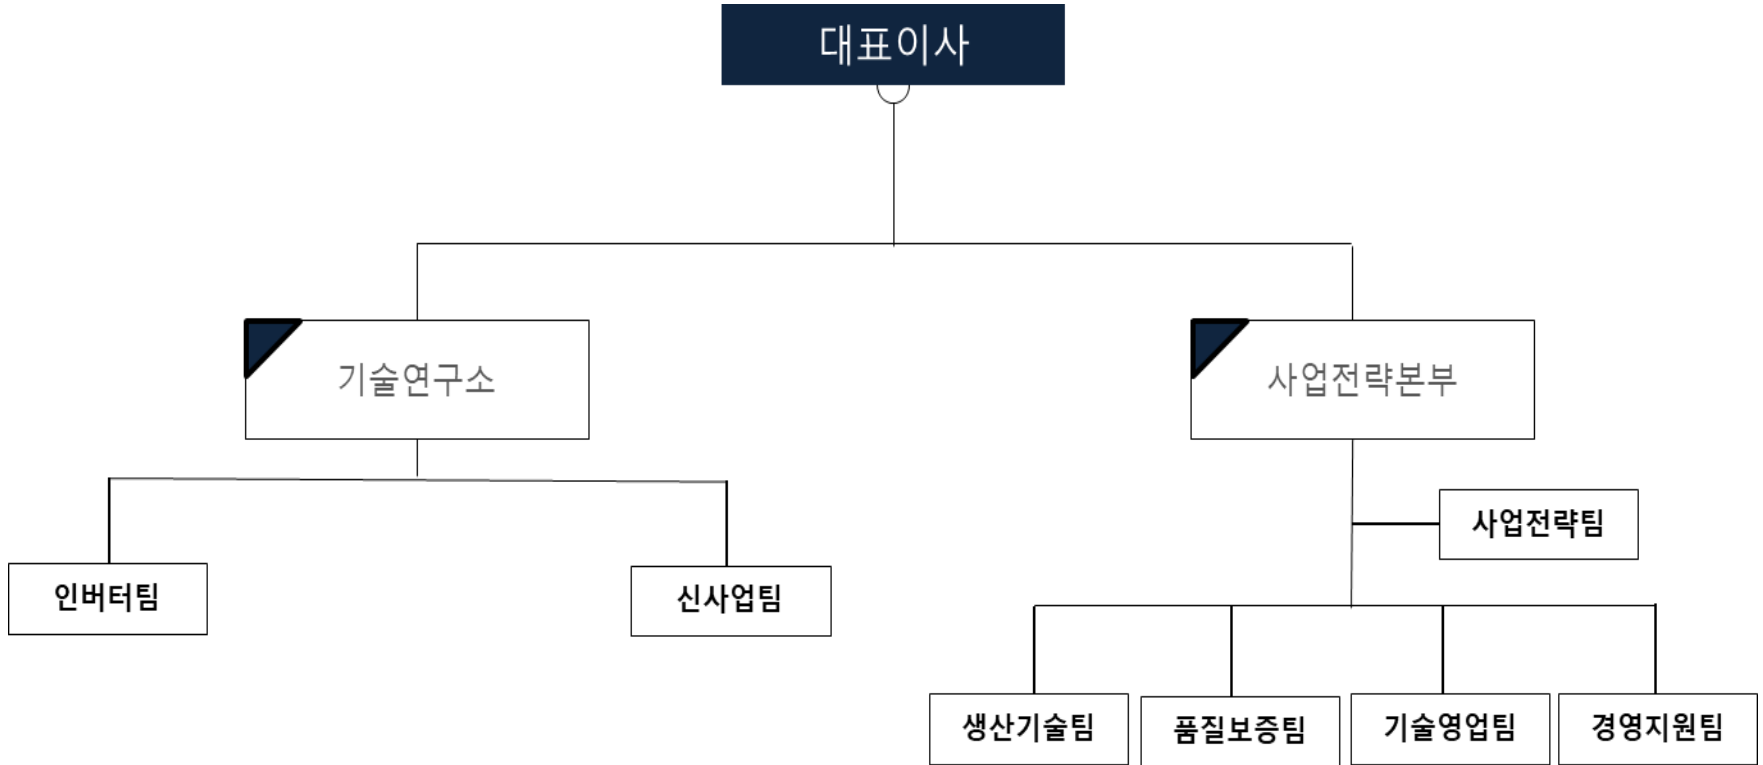 대표이사
기술연구소
사업전략본부
사업전략팀
인버터팀
신사업팀
생산기술팀
품질보증팀
기술영업팀
경영지원팀